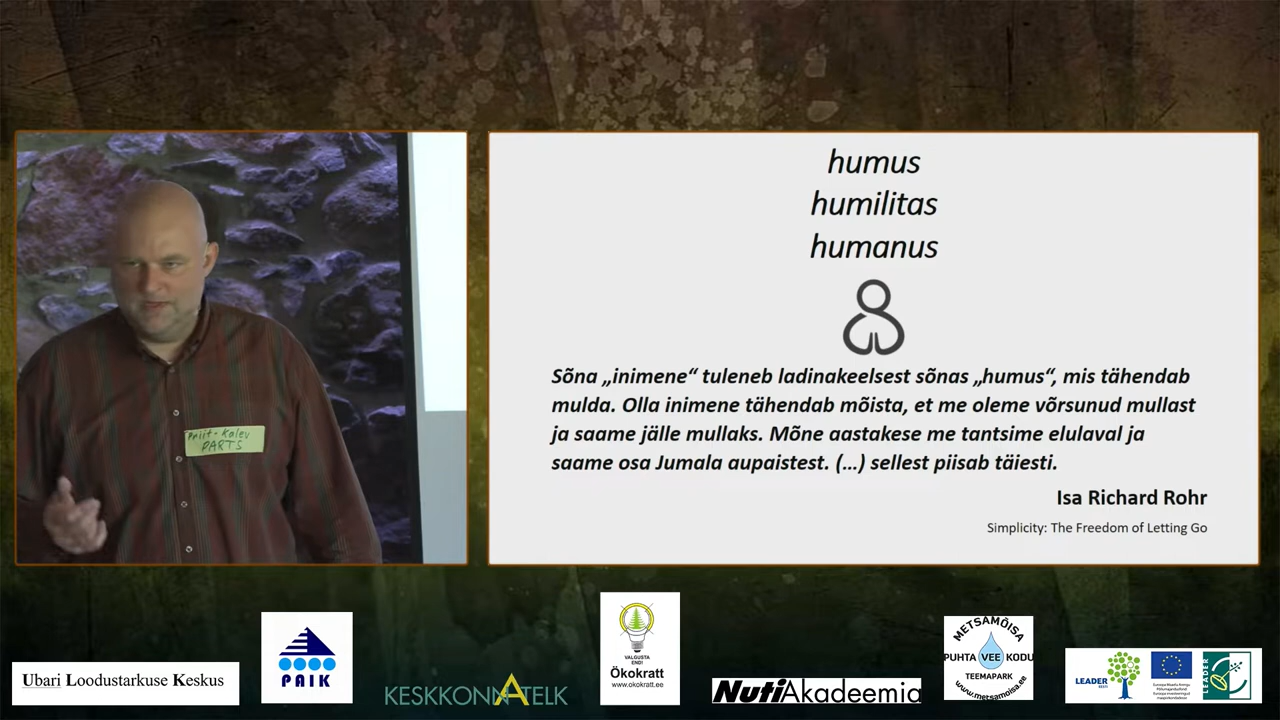 humus
humilitas
humanus
Sõna „inimene“ tuleneb ladinakeelsest sõnas „humus“, mis tähendab
mulda. Olla inimene tähendab mõista, et me oleme võrsunud mullast
ja saame jälle mullaks. Mõne aastakese me tantsime elulaval ja
saame osa Jumala aupaistest. (...) sellest piisab täiesti.
Isa Richard Rohr
Simplicity: The Freedom of Letting Go
Priit-Kalev
PARTS
Ubari Loodustarkuse Keskus
PAIK
KESKKONNATELK
VALGUSTA
END!
Ökokratt
www.okokratt.ee
NutiAkadeemia
METSAMÕISA
PUHTA VEE KODU
TEEMAPARK
www.metsamoisa.ee
LEADER
EESTI
LEADER